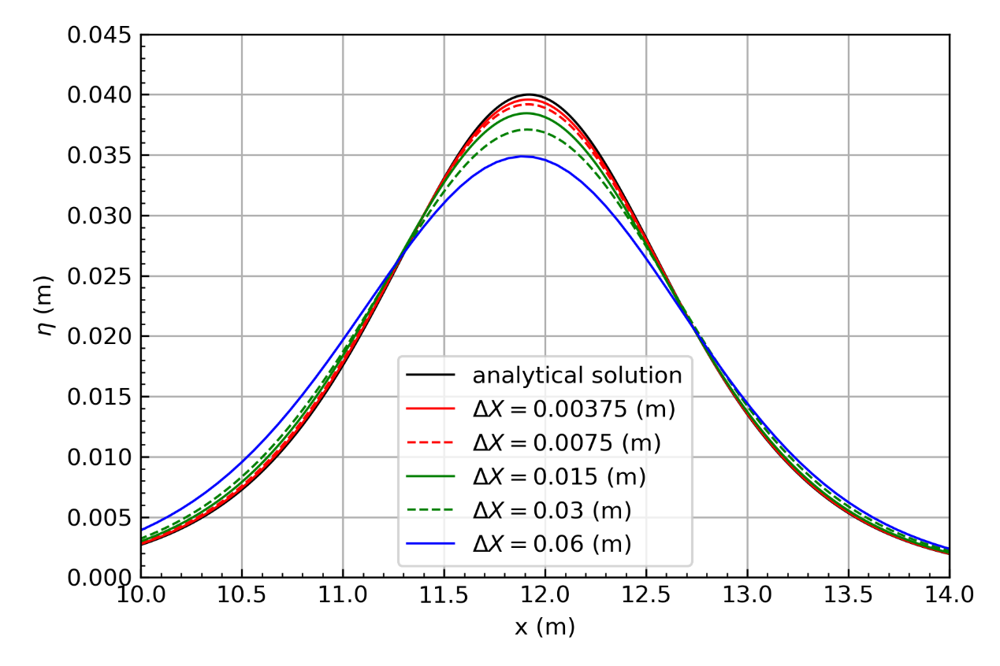 0.045
0.040
0.035
0.030
0.025
0.020
0.015
0.010
0.005
0.000
η (m)
analytical solution
ΔX = 0.00375 (m)
ΔX = 0.0075 (m)
ΔX = 0.015 (m)
ΔX = 0.03 (m)
ΔX = 0.06 (m)
10.0 10.5 11.0 11.5 12.0 12.5 13.0 13.5 14.0
x (m)